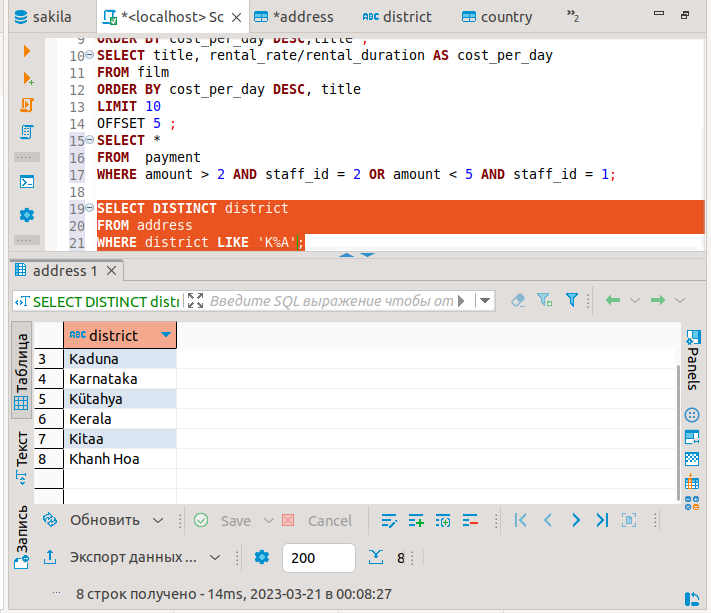 sakila
*<localhost> Sc
*address
ABC district
country
»2
9 ORDER BY cost_per_day DESC,title ;
10 SELECT title, rental_rate/rental_duration AS cost_per_day
11 FROM film
12 ORDER BY cost_per_day DESC, title
13 LIMIT 10
14 OFFSET 5 ;
15 SELECT *
16 FROM  payment
17 WHERE amount > 2 AND staff_id = 2 OR amount < 5 AND staff_id = 1;
18
19 SELECT DISTINCT district
20 FROM address
21 WHERE district LIKE 'K%A';
address 1
SELECT DISTINCT distr
Введите SQL выражение чтобы от
Таблица
Текст
Запись
ABC district
3 Kaduna
4 Karnataka
5 Kütahya
6 Kerala
7 Kitaa
8 Khanh Hoa
Panels
Обновить
Save
Cancel
Экспорт данных ...
200
8
8 строк получено - 14ms, 2023-03-21 в 00:08:27